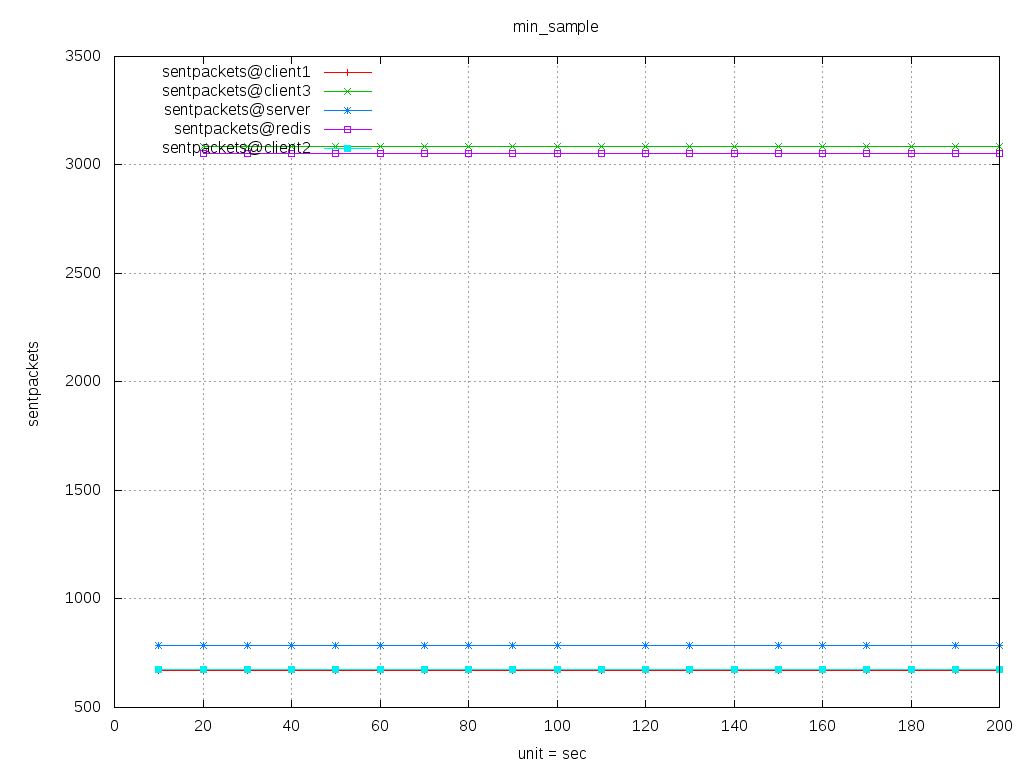 min_sample
3500
sentpackets@client1
sentpackets@client3
sentpackets@server
sentpackets@redis
sentpackets@client2
3000
2500
2000
sentpackets
1500
1000
500
0 20 40 60 80 100 120 140 160 180 200
unit = sec